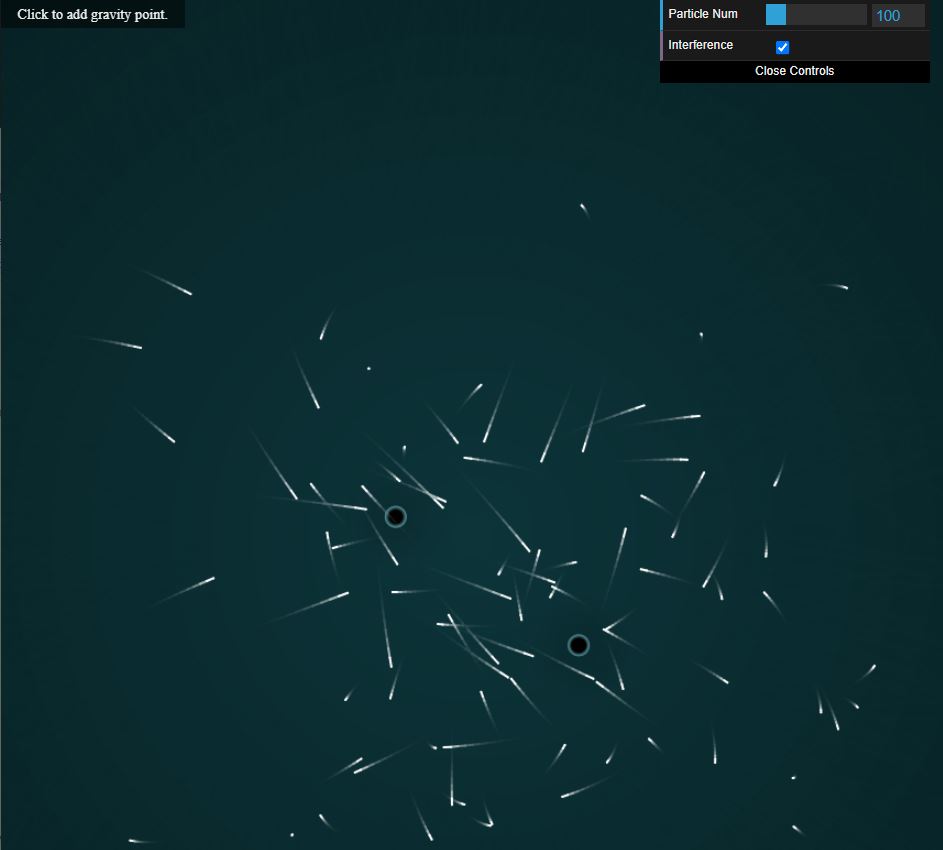 Click to add gravity point.
Particle Num 100
Interference
Close Controls